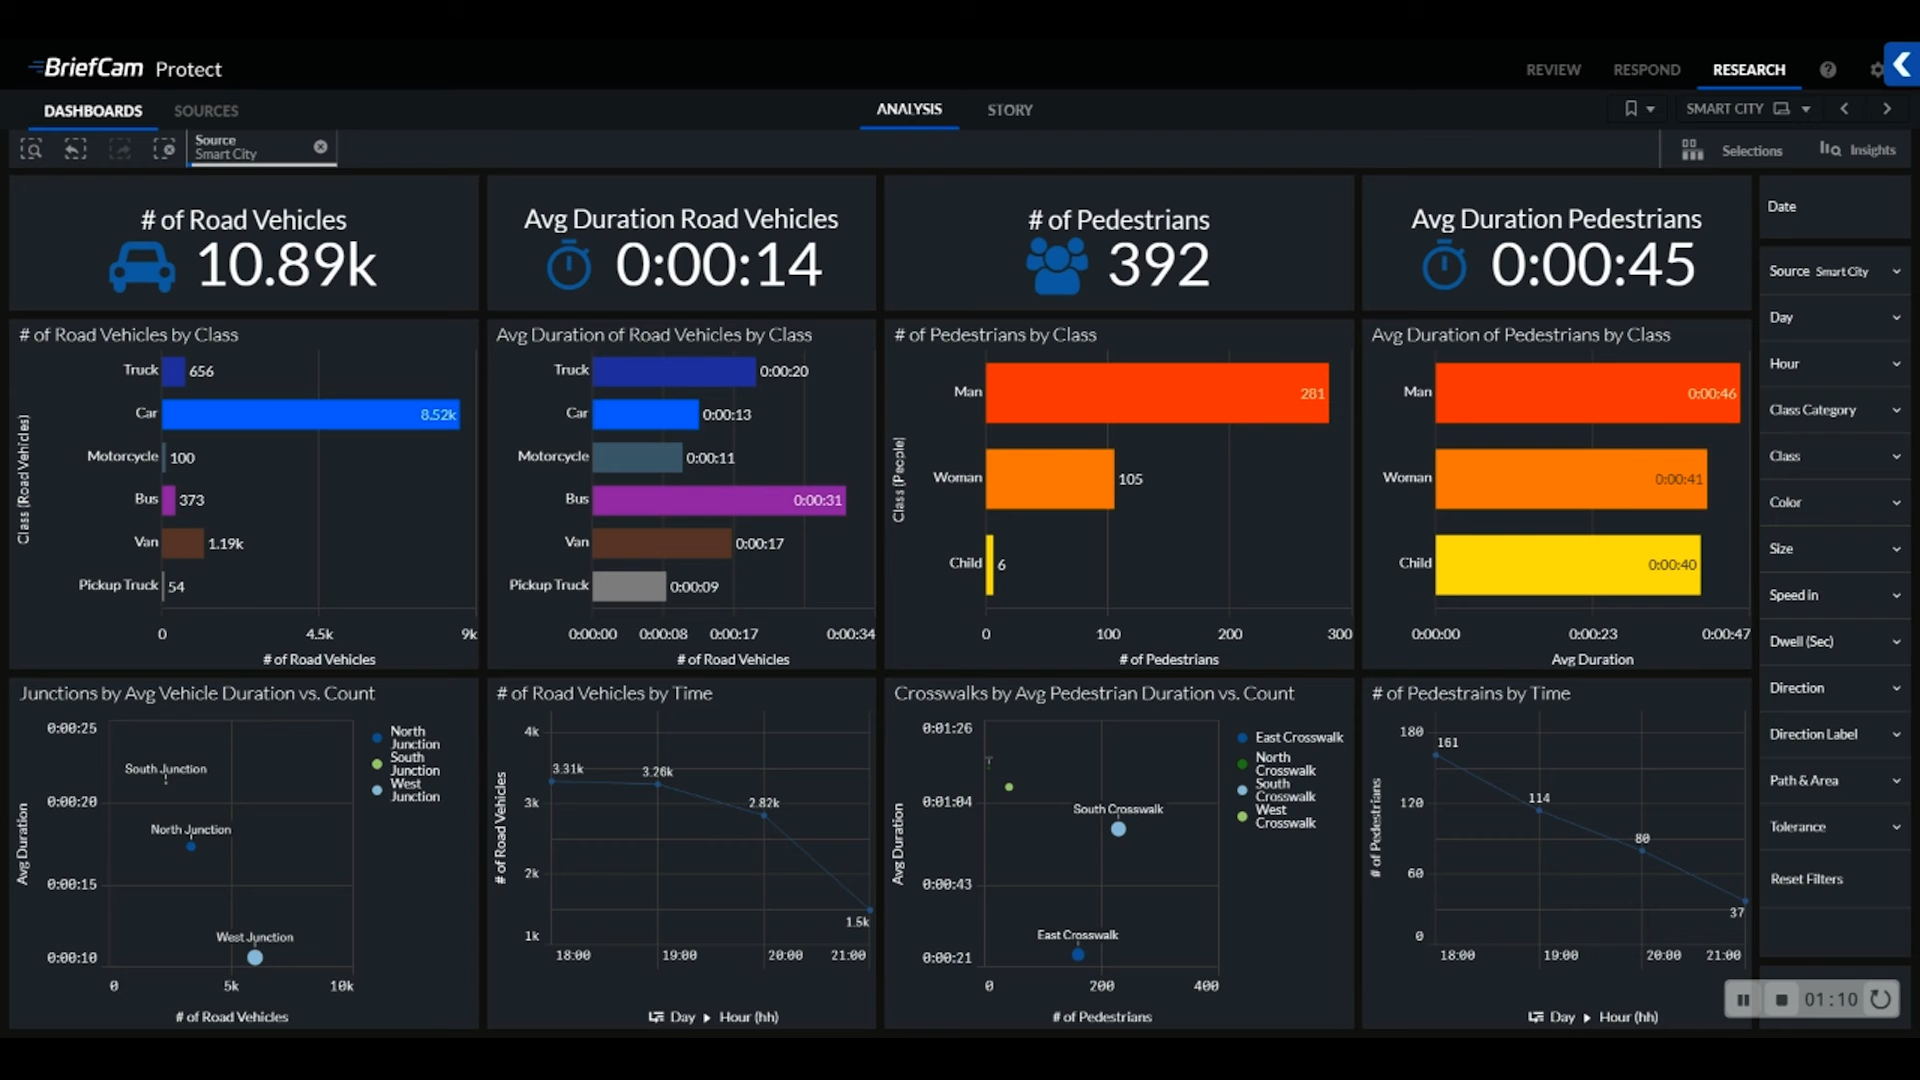 BriefCam Protect
REVIEW RESPOND RESEARCH ?
DASHBOARDS SOURCES
ANALYSIS STORY
SMART CITY
Source
Smart City
Selections Insights
# of Road Vehicles
10.89k
Avg Duration Road Vehicles
0:00:14
# of Pedestrians
392
Avg Duration Pedestrians
0:00:45
# of Road Vehicles by Class
Class (Road Vehicles)
Truck 656
Car 8.52k
Motorcycle 100
Bus 373
Van 1.19k
Pickup Truck 54
0 4.5k 9k
# of Road Vehicles
Avg Duration of Road Vehicles by Class
Truck 0:00:20
Car 0:00:13
Motorcycle 0:00:11
Bus 0:00:31
Van 0:00:17
Pickup Truck 0:00:09
0:00:00 0:00:08 0:00:17 0:00:34
# of Road Vehicles
# of Pedestrians by Class
Class (People)
Man 281
Woman 105
Child 6
0 100 200 300
# of Pedestrians
Avg Duration of Pedestrians by Class
Man 0:00:46
Woman 0:00:41
Child 0:00:40
0:00:00 0:00:23 0:00:47
Avg Duration
Junctions by Avg Vehicle Duration vs. Count
Avg Duration
0:00:25
0:00:20
0:00:15
0:00:10
South Junction
North Junction
West Junction
0 5k 10k
# of Road Vehicles
North
Junction
South
Junction
West
Junction
# of Road Vehicles by Time
# of Road Vehicles
4k
3k
2k
1k
3.31k
3.26k
2.82k
1.5k
18:00 19:00 20:00 21:00
Day Hour (hh)
Crosswalks by Avg Pedestrian Duration vs. Count
Avg Duration
0:01:26
0:01:04
0:00:43
0:00:21
South Crosswalk
East Crosswalk
0 200 400
# of Pedestrians
East Crosswalk
North
Crosswalk
South
Crosswalk
West
Crosswalk
# of Pedestrains by Time
# of Pedestrians
180
120
60
0
161
114
80
37
18:00 19:00 20:00 21:00
Day Hour (hh)
Date
Source Smart City
Day
Hour
Class Category
Class
Color
Size
Speed in
Dwell (Sec)
Direction
Direction Label
Path & Area
Tolerance
Reset Filters
01:10